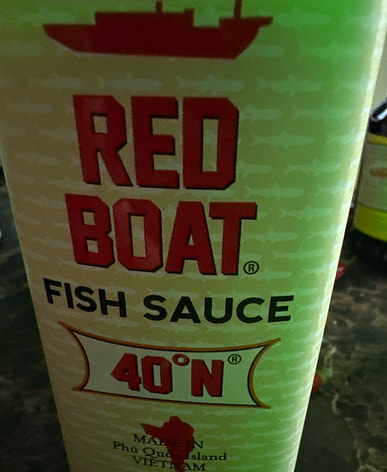 RED
BOAT®
FISH SAUCE
40°N®
MADE IN
Phú Quốc Island
VIETNAM